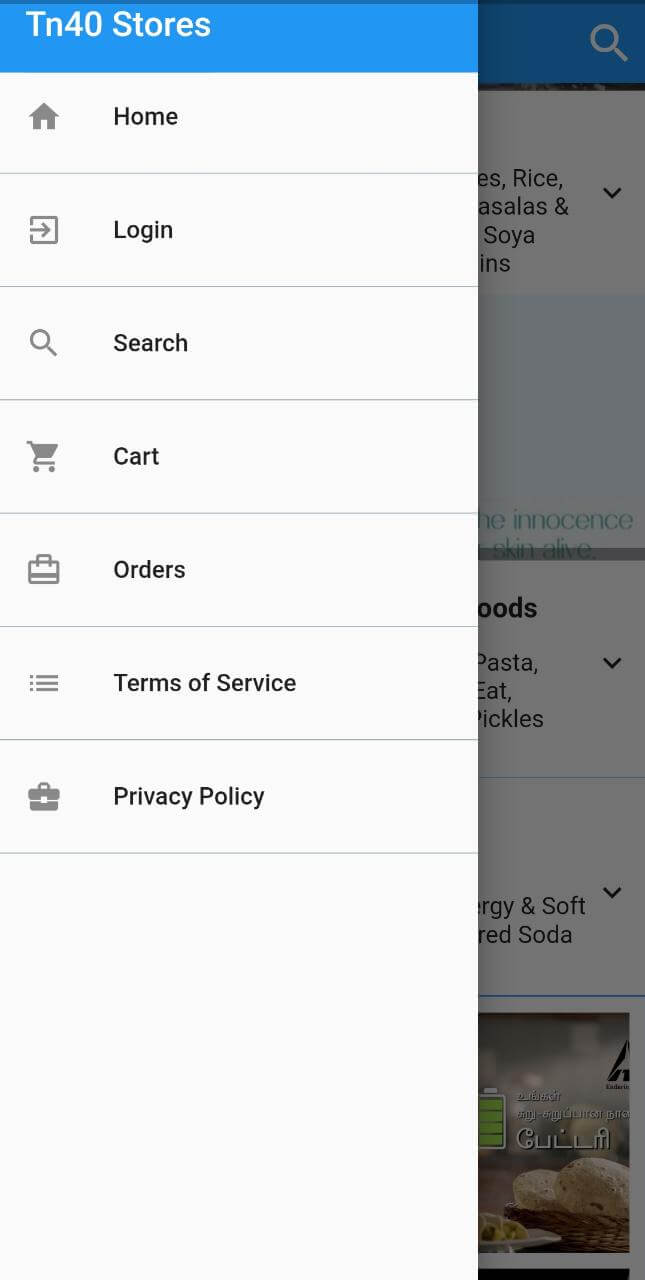 Tn40 Stores
Home
Login
Search
Cart
Orders
Terms of Service
Privacy Policy
es, Rice,
asalas &
Soya
ins
he innocence
skin alive.
oods
Pasta,
Eat,
Pickles
ergy & Soft
red Soda
உங்கள்
சுறு-சுறுப்பான நாள
பேட்டரி